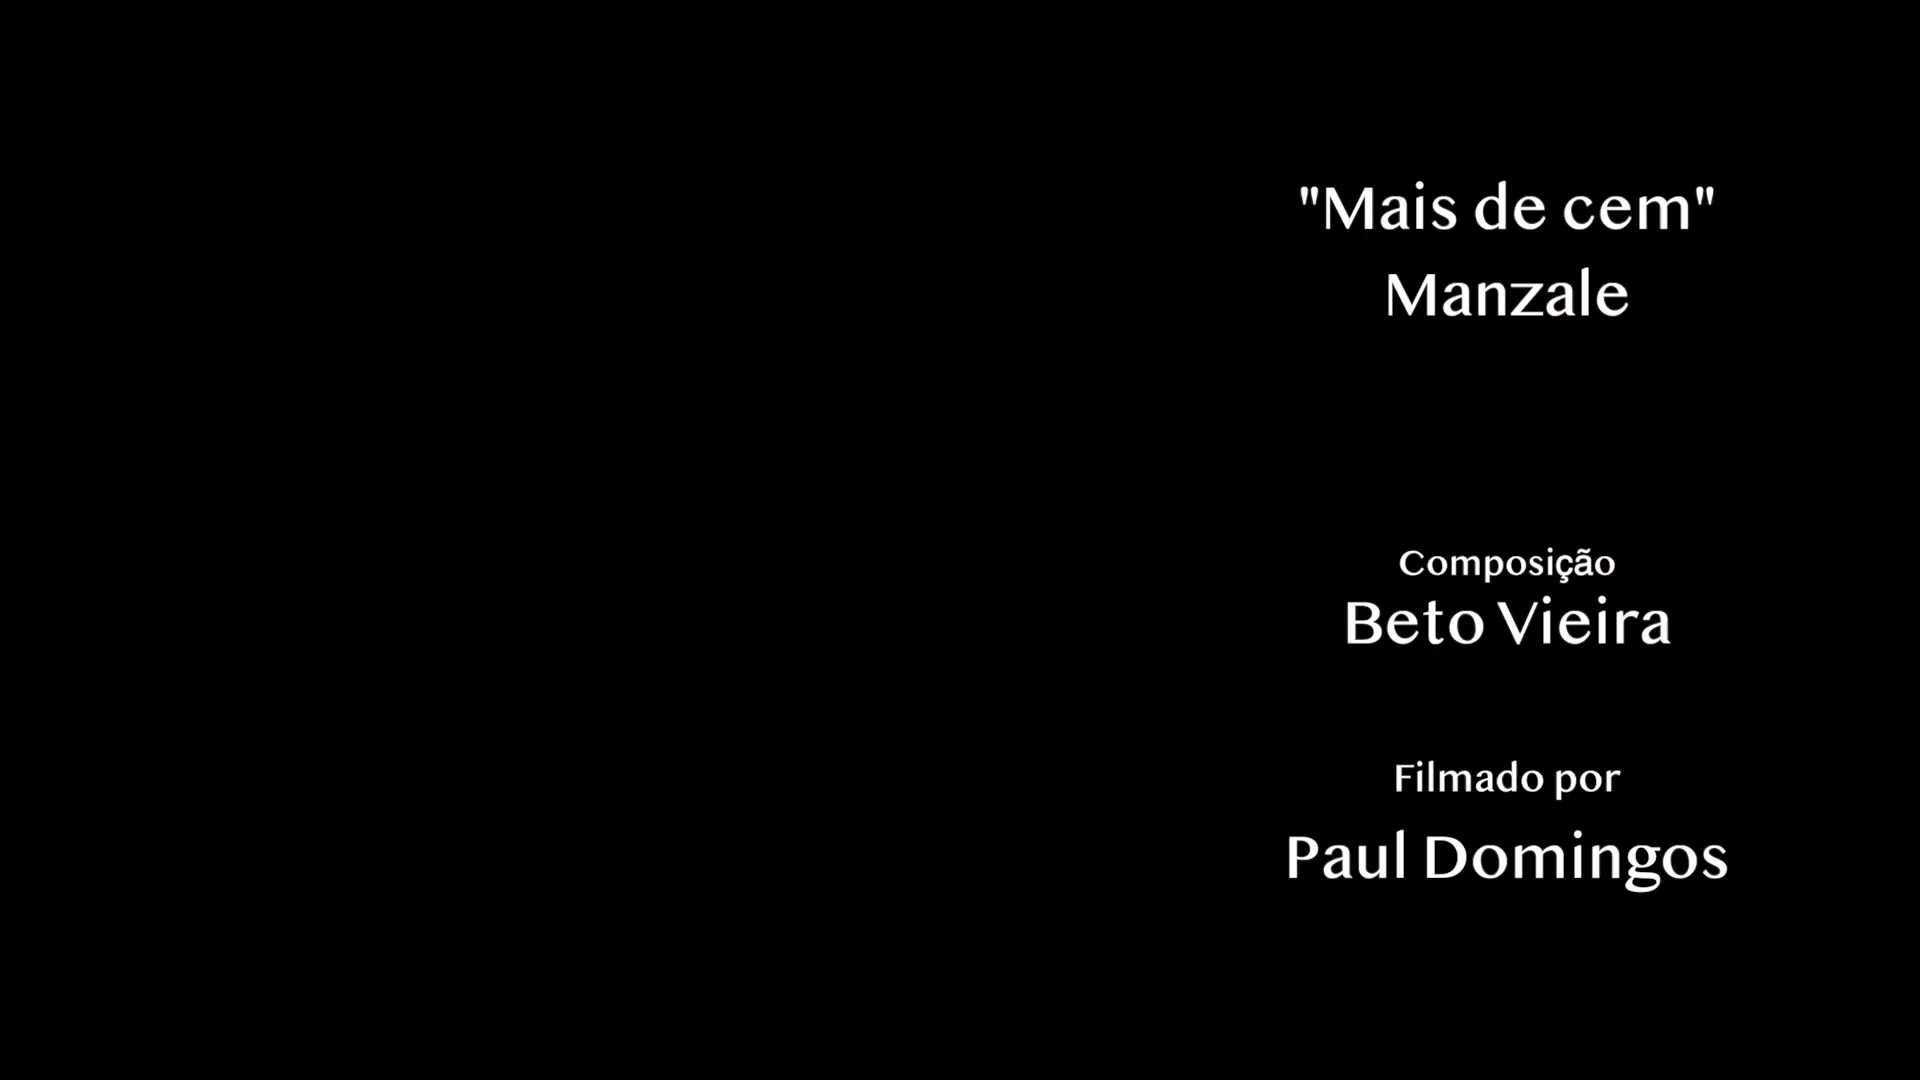 "Mais de cem"
Manzale
Composição
Beto Vieira
Filmado por
Paul Domingos